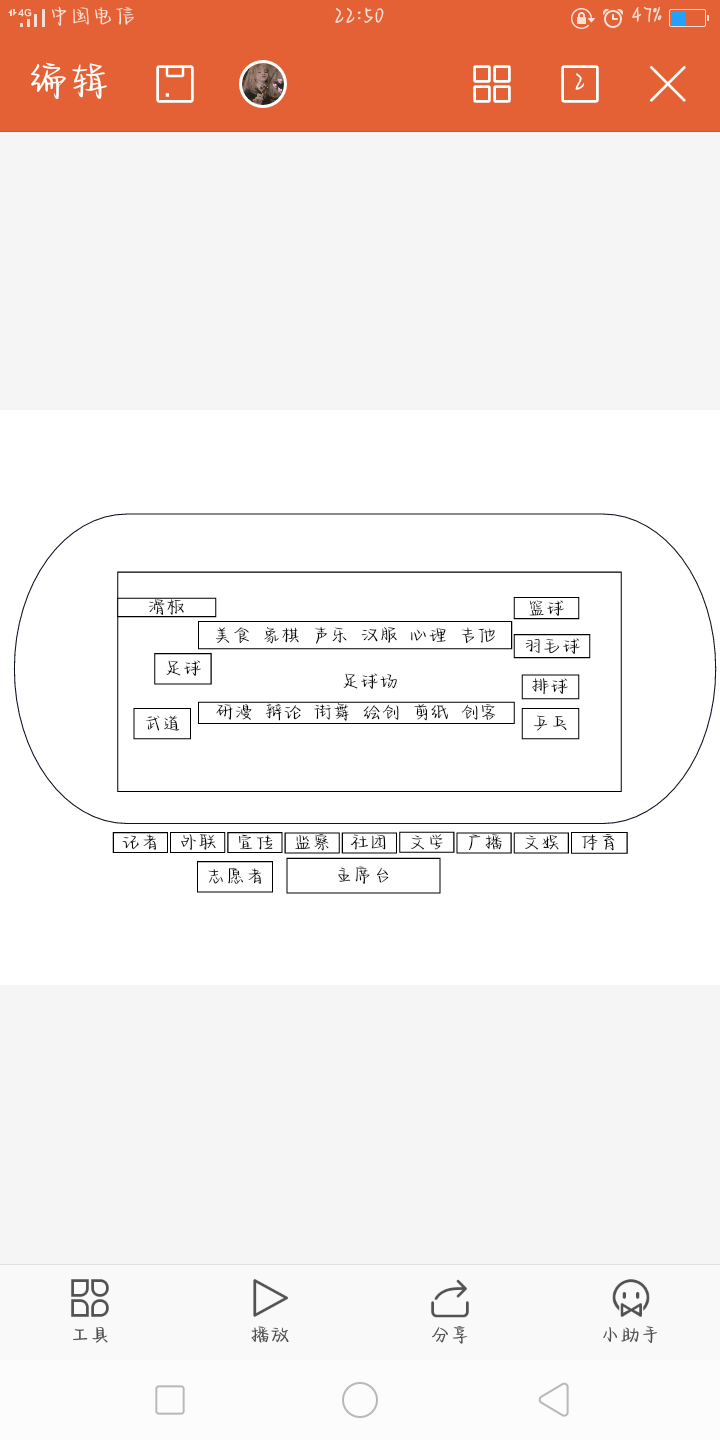 4G 中国电信 22:50 47%
编辑 2
滑板 篮球
美食 象棋 声乐 汉服 心理 吉他
羽毛球
足球
足球场
排球
研漫 辩论 街舞 绘创 剪纸 创客
武道 乒乓
记者 外联 宣传 监察 社团 文学 广播 文娱 体育
志愿者 主席台
工具 播放 分享 小助手